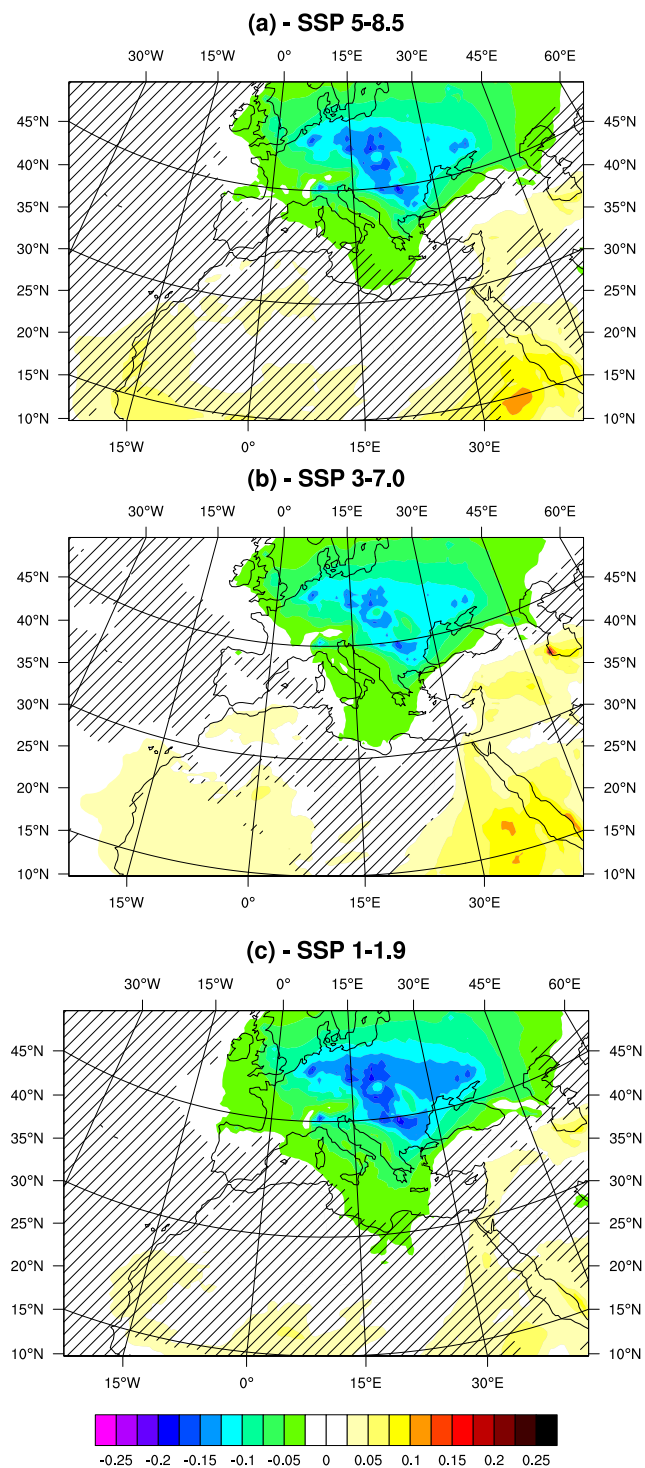 (a) - SSP 5-8.5
30°W 15°W 0° 15°E 30°E 45°E 60°E
45°N 45°N
40°N 40°N
35°N 35°N
30°N 30°N
25°N 25°N
20°N 20°N
15°N 15°N
10°N 10°N
15°W 0° 15°E 30°E
(b) - SSP 3-7.0
30°W 15°W 0° 15°E 30°E 45°E 60°E
45°N 45°N
40°N 40°N
35°N 35°N
30°N 30°N
25°N 25°N
20°N 20°N
15°N 15°N
10°N 10°N
15°W 0° 15°E 30°E
(c) - SSP 1-1.9
30°W 15°W 0° 15°E 30°E 45°E 60°E
45°N 45°N
40°N 40°N
35°N 35°N
30°N 30°N
25°N 25°N
20°N 20°N
15°N 15°N
10°N 10°N
15°W 0° 15°E 30°E
-0.25 -0.2 -0.15 -0.1 -0.05 0 0.05 0.1 0.15 0.2 0.25